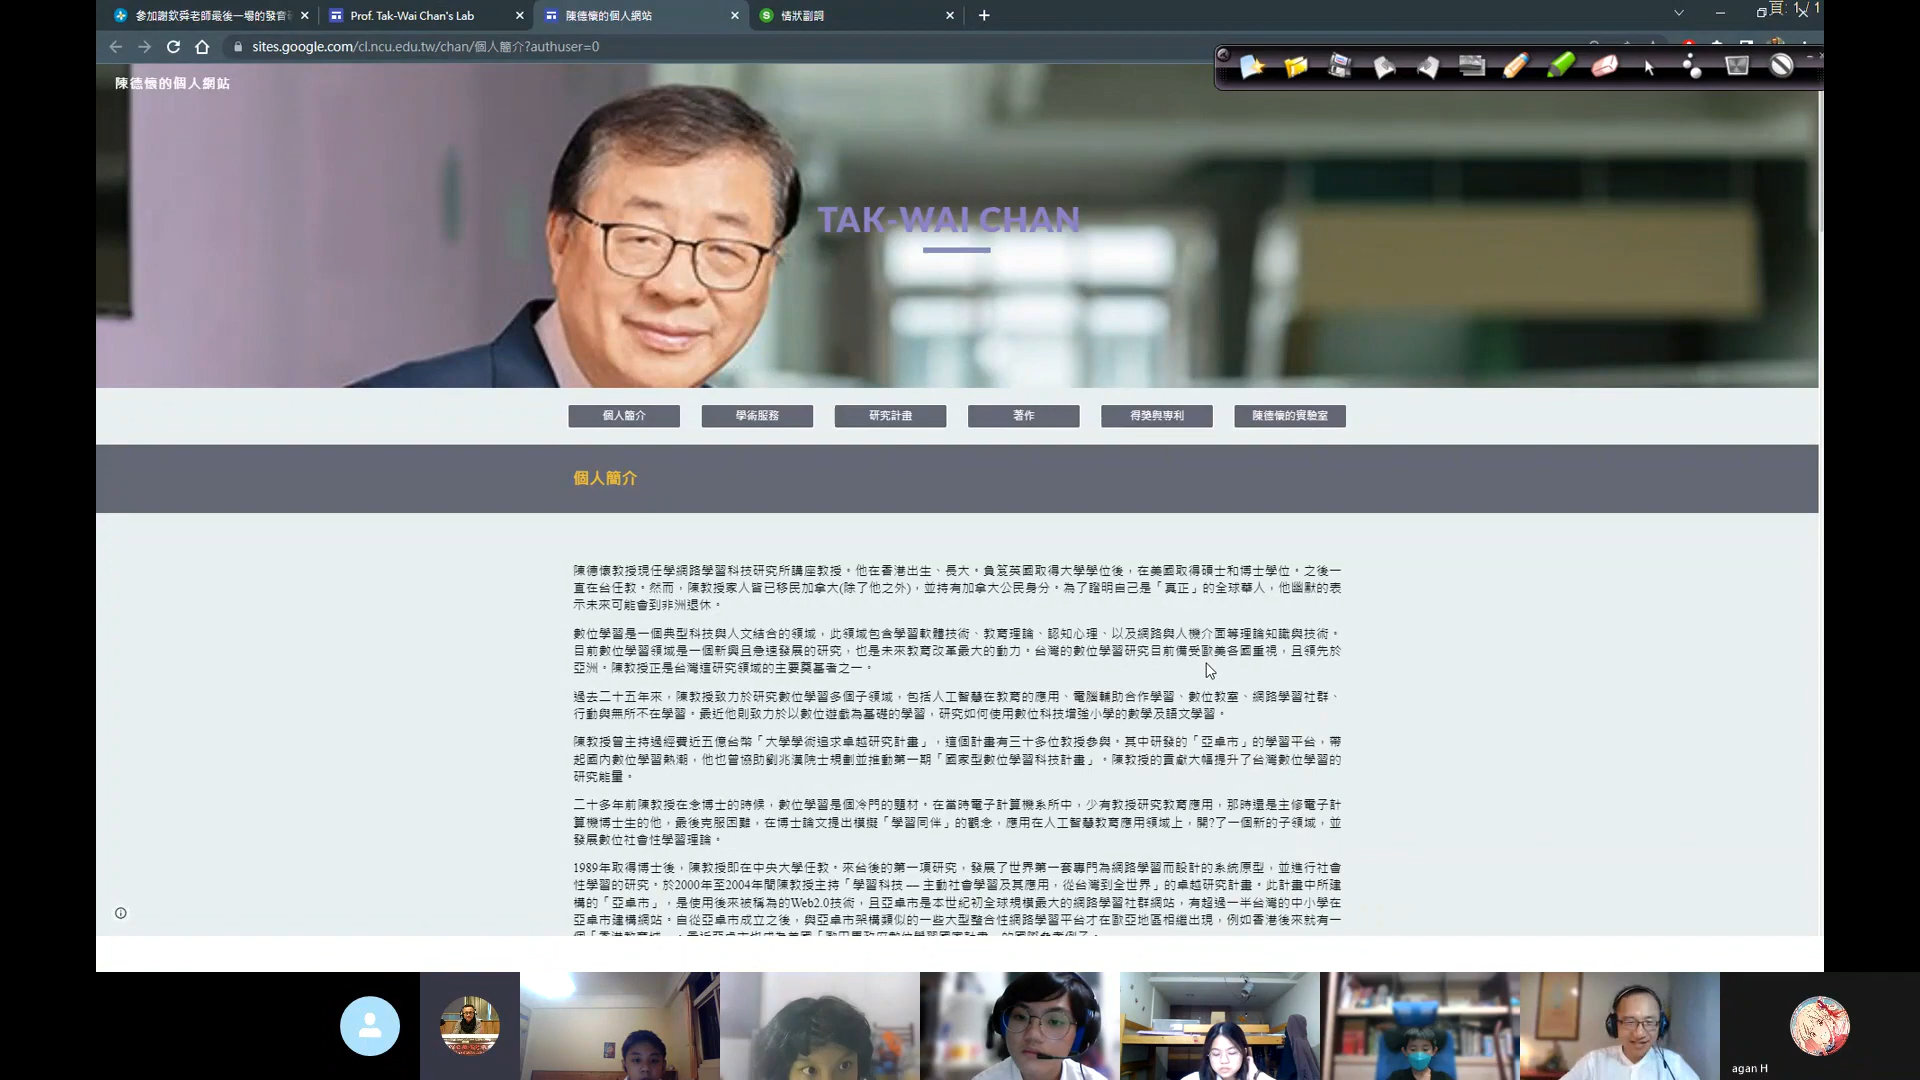 參加謝欽舜老師最後一場的發音
Prof. Tak-Wai Chan's Lab
陳德懷的個人網站
情狀副詞
頁: 1 / 1
sites.google.com/cl.ncu.edu.tw/chan/個人簡介?authuser=0
陳德懷的個人網站
TAK-WAI CHAN
個人簡介
學術服務
研究計畫
著作
得獎與專利
陳德懷的實驗室
個人簡介
陳德懷教授現任學網路學習科技研究所講座教授。他在香港出生、長大。負笈英國取得大學學位後，在美國取得碩士和博士學位。之後一
直在台任教。然而，陳教授家人皆已移民加拿大(除了他之外)，並持有加拿大公民身分。為了證明自己是「真正」的全球華人，他幽默的表
示未來可能會到非洲退休。
數位學習是一個典型科技與人文結合的領域，此領域包含學習軟體技術、教育理論、認知心理、以及網路與人機介面等理論知識與技術。
目前數位學習領域是一個新興且急速發展的研究，也是未來教育改革最大的動力。台灣的數位學習研究目前備受歐美各國重視，且領先於
亞洲。陳教授正是台灣這研究領域的主要奠基者之一。
過去二十五年來，陳教授致力於研究數位學習多個子領域，包括人工智慧在教育的應用、電腦輔助合作學習、數位教室、網路學習社群、
行動與無所不在學習。最近他則致力於以數位遊戲為基礎的學習，研究如何使用數位科技增強小學的數學及語文學習。
陳教授曾主持過經費近五億台幣「大學學術追求卓越研究計畫」，這個計畫有三十多位教授參與。其中研發的「亞卓市」的學習平台，帶
起國內數位學習熱潮，他也曾協助劉兆漢院士規劃並推動第一期「國家型數位學習科技計畫」。陳教授的貢獻大幅提升了台灣數位學習的
研究能量。
二十多年前陳教授在念博士的時候，數位學習是個冷門的題材。在當時電子計算機系所中，少有教授研究教育應用，那時還是主修電子計
算機博士生的他，最後克服困難，在博士論文提出模擬「學習同伴」的觀念，應用在人工智慧教育應用領域上，開?了一個新的子領域，並
發展數位社會性學習理論。
1989年取得博士後，陳教授即在中央大學任教。來台後的第一項研究，發展了世界第一套專門為網路學習而設計的系統原型，並進行社會
性學習的研究。於2000年至2004年間陳教授主持「學習科技 — 主動社會學習及其應用，從台灣到全世界」的卓越研究計畫。此計畫中所建
構的「亞卓市」，是使用後來被稱為的Web2.0技術，且亞卓市是本世紀初全球規模最大的網路學習社群網站，有超過一半台灣的中小學在
亞卓市建構網站。自從亞卓市成立之後，與亞卓市架構類似的一些大型整合性網路學習平台才在歐亞地區相繼出現，例如香港後來就有一
agan H